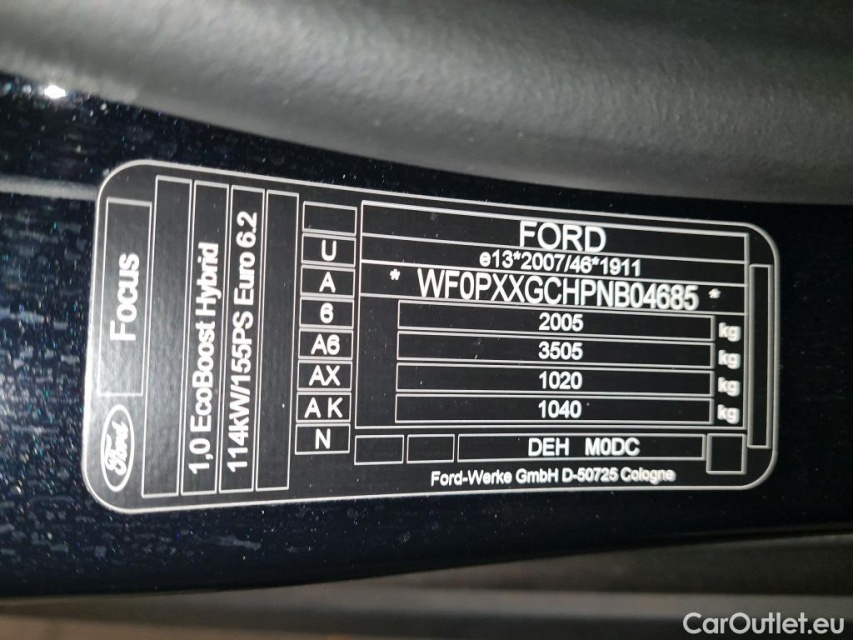 Focus
Ford
1,0 EcoBoost Hybrid
114kW/155PS Euro 6.2
U
A
6
A6
AX
A K
N
FORD
e13*2007/46*1911
* WF0PXXGCHPNB04685 *
2005 kg
3505 kg
1020 kg
1040 kg
DEH M0DC
Ford-Werke GmbH D-50725 Cologne
CarOutlet.eu